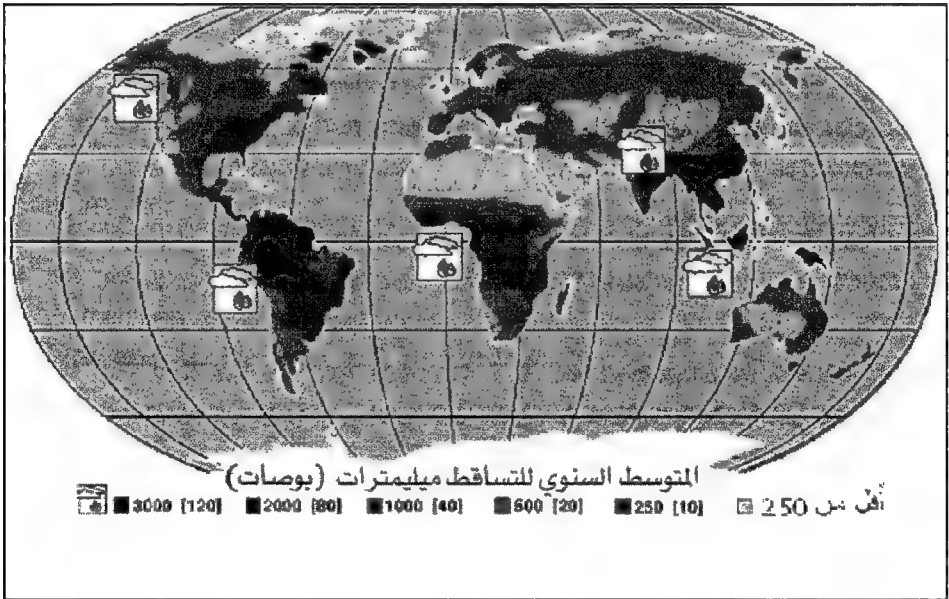 المتوسط السنوي للتساقط ميليمترات (بوصات)
3000 [120] 2000 [80] 1000 [40] 500 [20] 250 [10] أقل من 250